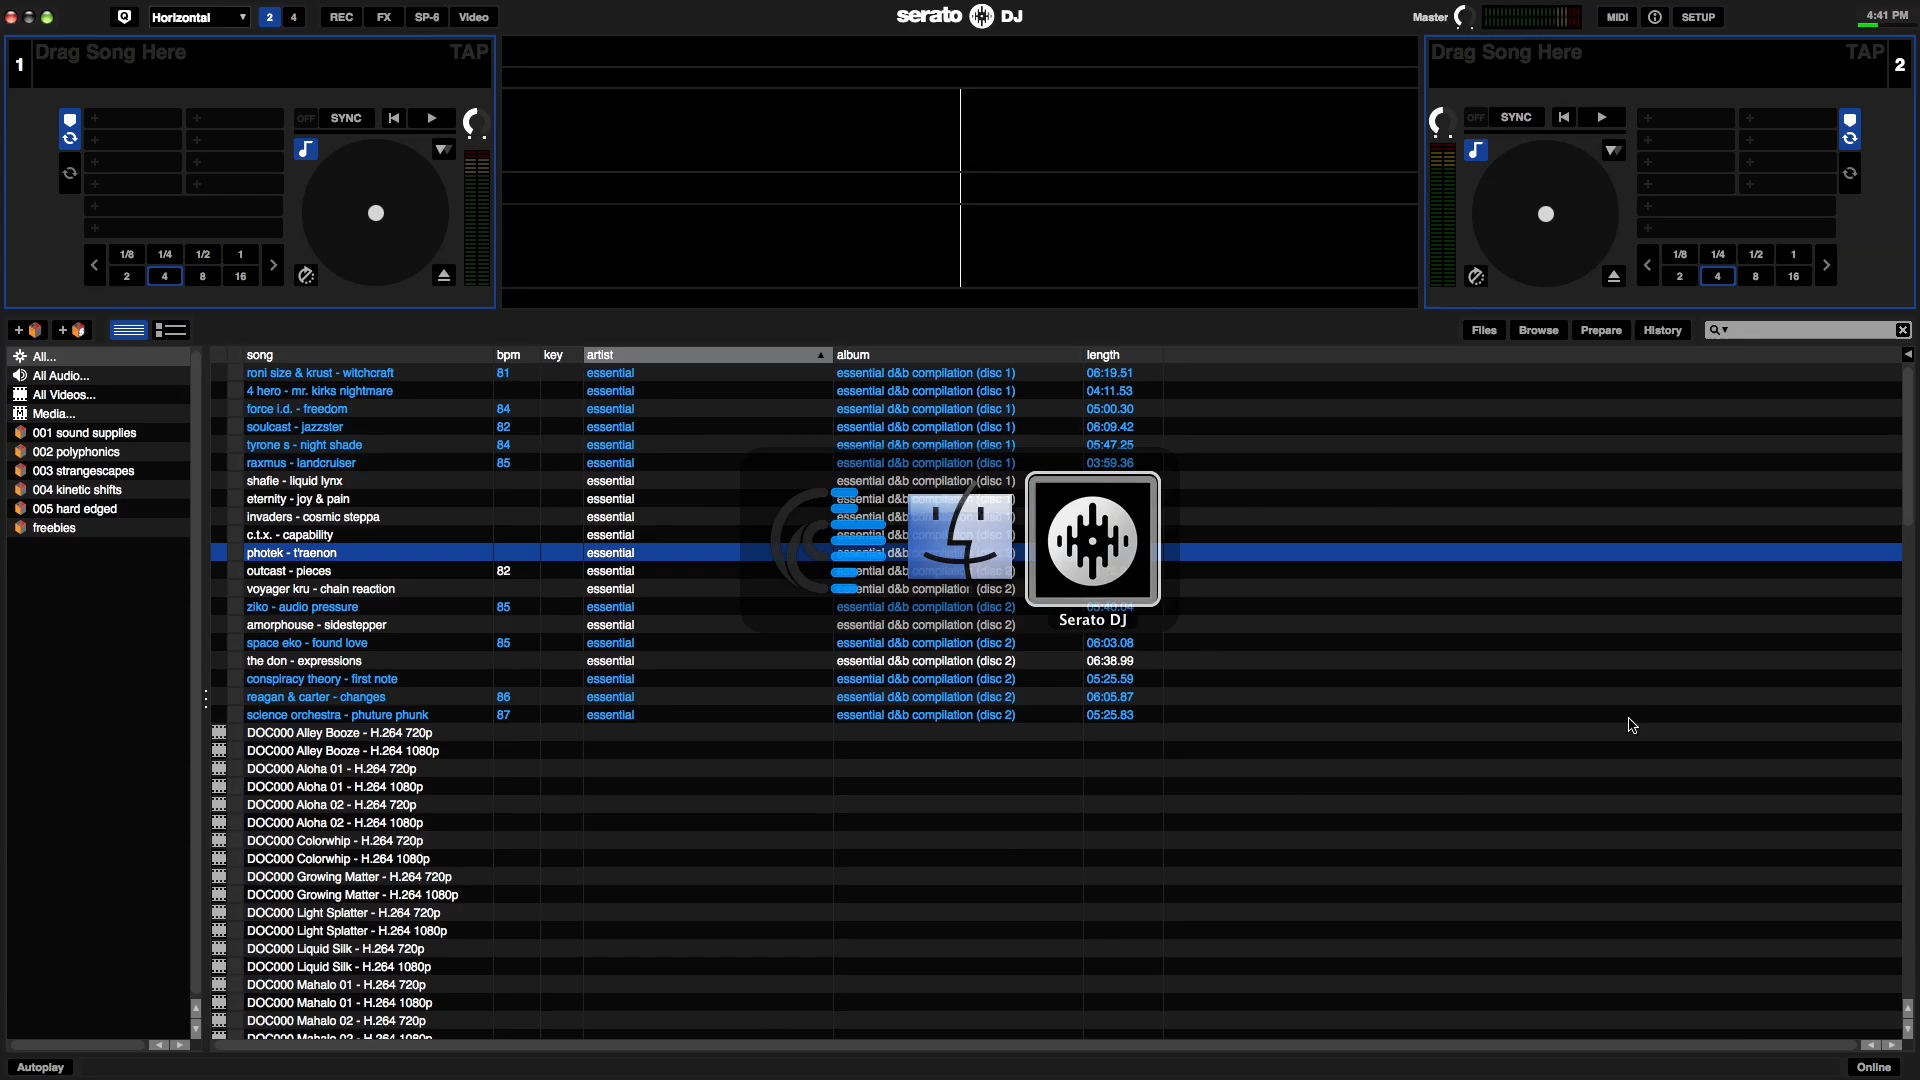 Horizontal 2 4 REC FX SP-6 Video serato DJ Master MIDI SETUP 4:41 PM
1 Drag Song Here TAP
Drag Song Here TAP 2
OFF SYNC
OFF SYNC
1/8 1/4 1/2 1
2 4 8 16
1/8 1/4 1/2 1
2 4 8 16
Files Browse Prepare History
All...
All Audio...
All Videos...
Media...
001 sound supplies
002 polyphonics
003 strangescapes
004 kinetic shifts
005 hard edged
freebies
song bpm key artist album length
roni size & krust - witchcraft 81 essential essential d&b compilation (disc 1) 06:19.51
4 hero - mr. kirks nightmare essential essential d&b compilation (disc 1) 04:11.53
force i.d. - freedom 84 essential essential d&b compilation (disc 1) 05:00.30
soulcast - jazzster 82 essential essential d&b compilation (disc 1) 06:09.42
tyrone s - night shade 84 essential essential d&b compilation (disc 1) 05:47.25
raxmus - landcruiser 85 essential essential d&b compilation (disc 1) 03:59.36
shafie - liquid lynx essential essential d&b compilation (disc 1)
eternity - joy & pain essential essential d&b
invaders - cosmic steppa essential essential d&b
c.t.x. - capability essential essential d&b
photek - t'raenon essential
outcast - pieces 82 essential
voyager kru - chain reaction essential d&b compilation (disc 2)
ziko - audio pressure 85 essential essential d&b compilation (disc 2) 05:40.04
amorphouse - sidestepper essential essential d&b compilation (disc 2)
space eko - found love 85 essential essential d&b compilation (disc 2) 06:03.08
the don - expressions essential essential d&b compilation (disc 2) 06:38.99
conspiracy theory - first note essential essential d&b compilation (disc 2) 05:25.59
reagan & carter - changes 86 essential essential d&b compilation (disc 2) 06:05.87
science orchestra - phuture phunk 87 essential essential d&b compilation (disc 2) 05:25.83
DOC000 Alley Booze - H.264 720p
DOC000 Alley Booze - H.264 1080p
DOC000 Aloha 01 - H.264 720p
DOC000 Aloha 01 - H.264 1080p
DOC000 Aloha 02 - H.264 720p
DOC000 Aloha 02 - H.264 1080p
DOC000 Colorwhip - H.264 720p
DOC000 Colorwhip - H.264 1080p
DOC000 Growing Matter - H.264 720p
DOC000 Growing Matter - H.264 1080p
DOC000 Light Splatter - H.264 720p
DOC000 Light Splatter - H.264 1080p
DOC000 Liquid Silk - H.264 720p
DOC000 Liquid Silk - H.264 1080p
DOC000 Mahalo 01 - H.264 720p
DOC000 Mahalo 01 - H.264 1080p
DOC000 Mahalo 02 - H.264 720p
DOC000 Mahalo 02 - H.264 1080p
Serato DJ
Autoplay Online